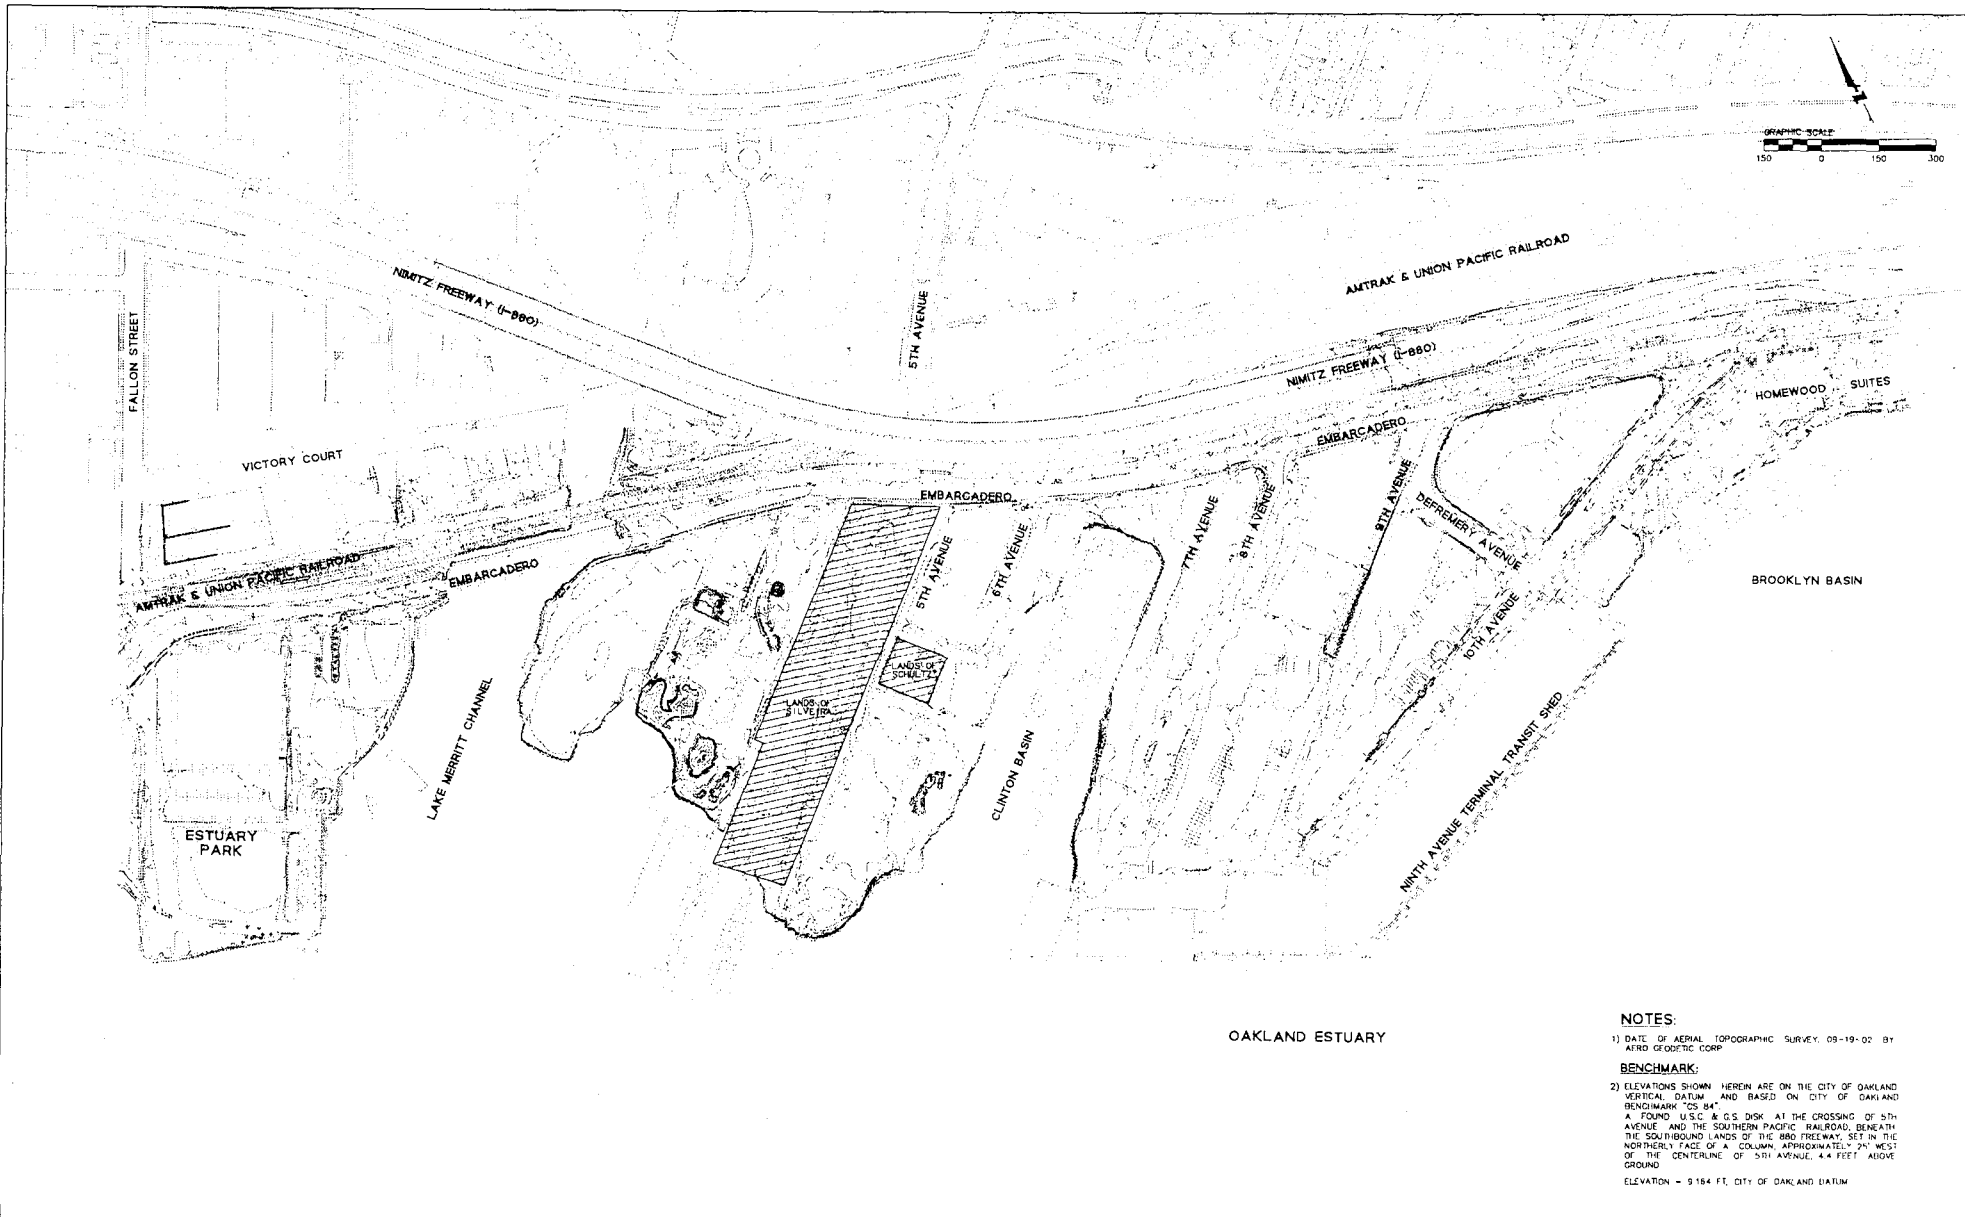 GRAPHIC SCALE
150 0 150 300
AMTRAK & UNION PACIFIC RAILROAD
NIMITZ FREEWAY (I-880)
5TH AVENUE
FALLON STREET
NIMITZ FREEWAY (I-880)
HOMEWOOD SUITES
EMBARCADERO
VICTORY COURT
EMBARCADERO
7TH AVENUE
8TH AVENUE
9TH AVENUE
DEFREMERY AVENUE
AMTRAK & UNION PACIFIC RAILROAD
EMBARCADERO
5TH AVENUE
6TH AVENUE
BROOKLYN BASIN
10TH AVENUE
LANDS OF
SCHULTZ
LANDS OF
SILVEIRA
LAKE MERRITT CHANNEL
CLINTON BASIN
NINTH AVENUE TERMINAL TRANSIT SHED
ESTUARY
PARK
OAKLAND ESTUARY
NOTES:
1) DATE OF AERIAL TOPOGRAPHIC SURVEY, 09-19-02 BY
AERO GEODETIC CORP
BENCHMARK:
2) ELEVATIONS SHOWN HEREIN ARE ON THE CITY OF OAKLAND
VERTICAL DATUM AND BASED ON CITY OF OAKLAND
BENCHMARK "CS 84".
A FOUND U.S.C. & G.S. DISK AT THE CROSSING OF 5TH
AVENUE AND THE SOUTHERN PACIFIC RAILROAD, BENEATH
THE SOUTHBOUND LANDS OF THE 880 FREEWAY, SET IN THE
NORTHERLY FACE OF A COLUMN, APPROXIMATELY 25' WEST
OF THE CENTERLINE OF 5TH AVENUE, 4.4 FEET ABOVE
GROUND
ELEVATION = 9.164 FT, CITY OF OAKLAND DATUM